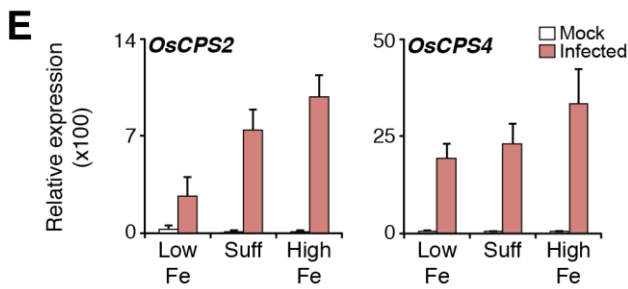 E
Relative expression
(x100)
14
7
0
OsCPS2
Low
Fe
Suff
High
Fe
50
25
0
OsCPS4
Mock
Infected
Low
Fe
Suff
High
Fe